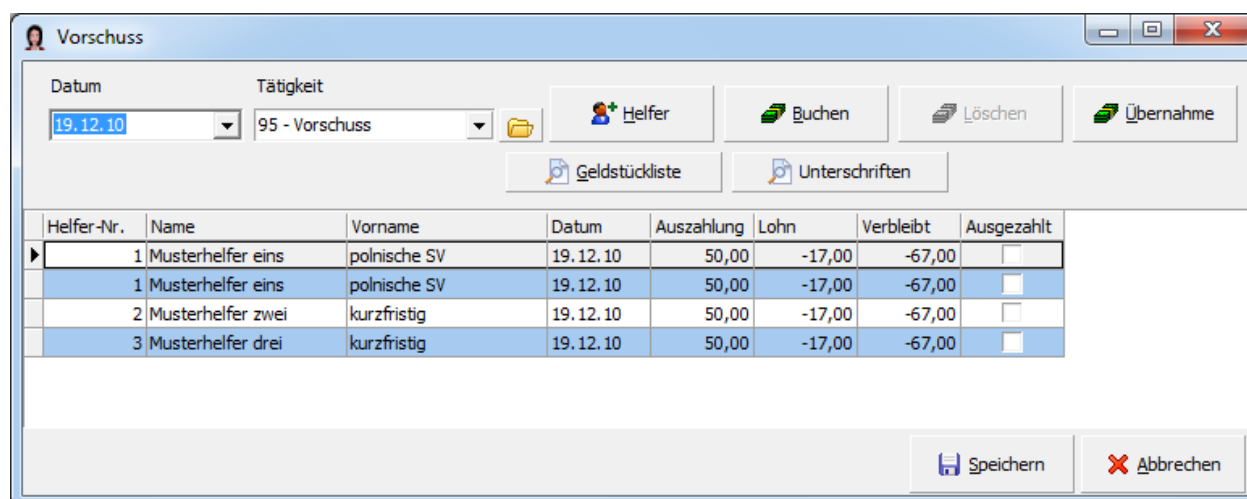 Vorschuss
Datum Tätigkeit
19.12.10 95 - Vorschuss Helfer Buchen Löschen Übernahme
Geldstückliste Unterschriften
Helfer-Nr. Name Vorname Datum Auszahlung Lohn Verbleibt Ausgezahlt
1 Musterhelfer eins polnische SV 19.12.10 50,00 -17,00 -67,00
1 Musterhelfer eins polnische SV 19.12.10 50,00 -17,00 -67,00
2 Musterhelfer zwei kurzfristig 19.12.10 50,00 -17,00 -67,00
3 Musterhelfer drei kurzfristig 19.12.10 50,00 -17,00 -67,00
Speichern Abbrechen